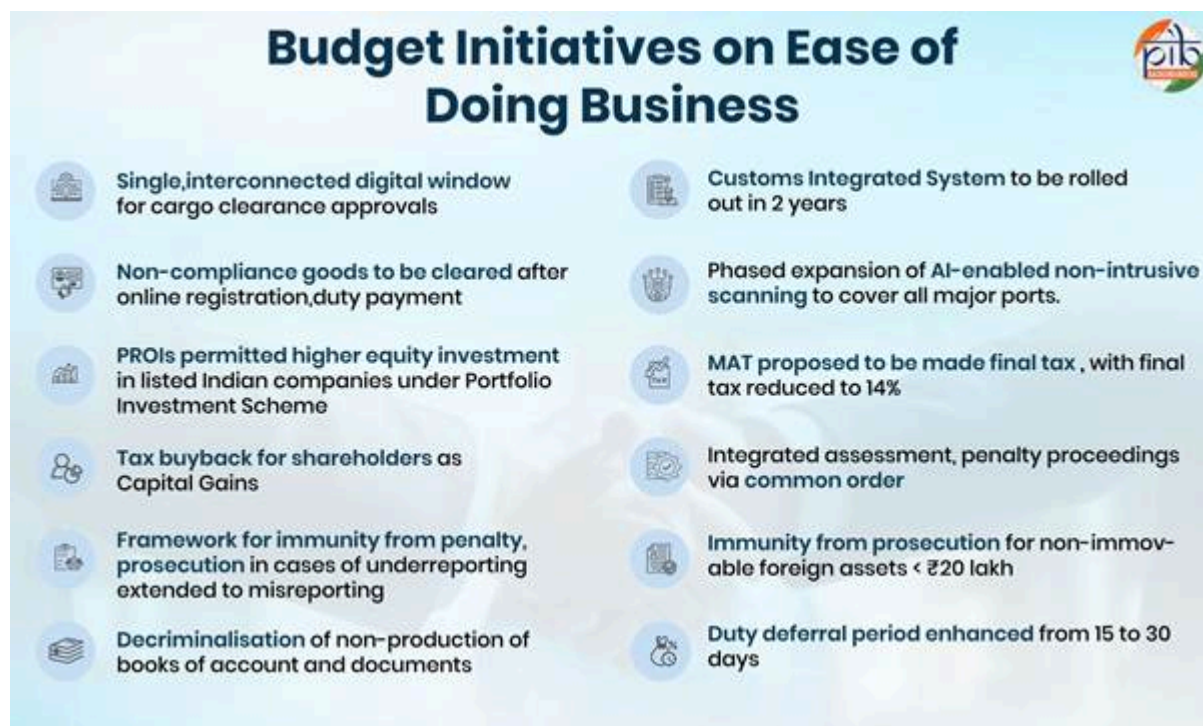 Budget Initiatives on Ease of
Doing Business
pib
Single,interconnected digital window
for cargo clearance approvals
Non-compliance goods to be cleared after
online registration,duty payment
PROIs permitted higher equity investment
in listed Indian companies under Portfolio
Investment Scheme
Tax buyback for shareholders as
Capital Gains
Framework for immunity from penalty,
prosecution in cases of underreporting
extended to misreporting
Decriminalisation of non-production of
books of account and documents
Customs Integrated System to be rolled
out in 2 years
Phased expansion of AI-enabled non-intrusive
scanning to cover all major ports.
MAT proposed to be made final tax , with final
tax reduced to 14%
Integrated assessment, penalty proceedings
via common order
Immunity from prosecution for non-immov-
able foreign assets < ₹20 lakh
Duty deferral period enhanced from 15 to 30
days